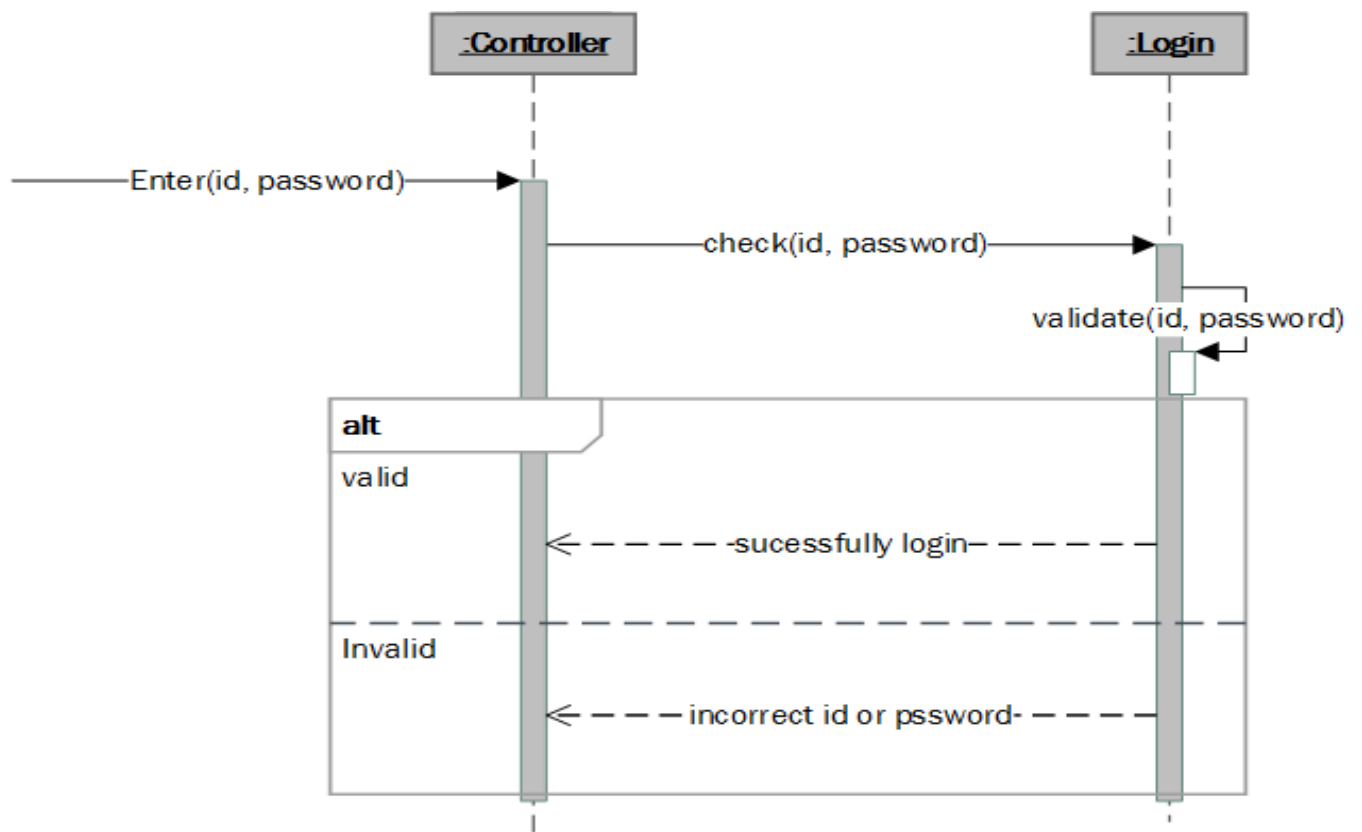 :Controller
:Login
Enter(id, password)
check(id, password)
validate(id, password)
alt
valid
sucessfully login
Invalid
incorrect id or pssword